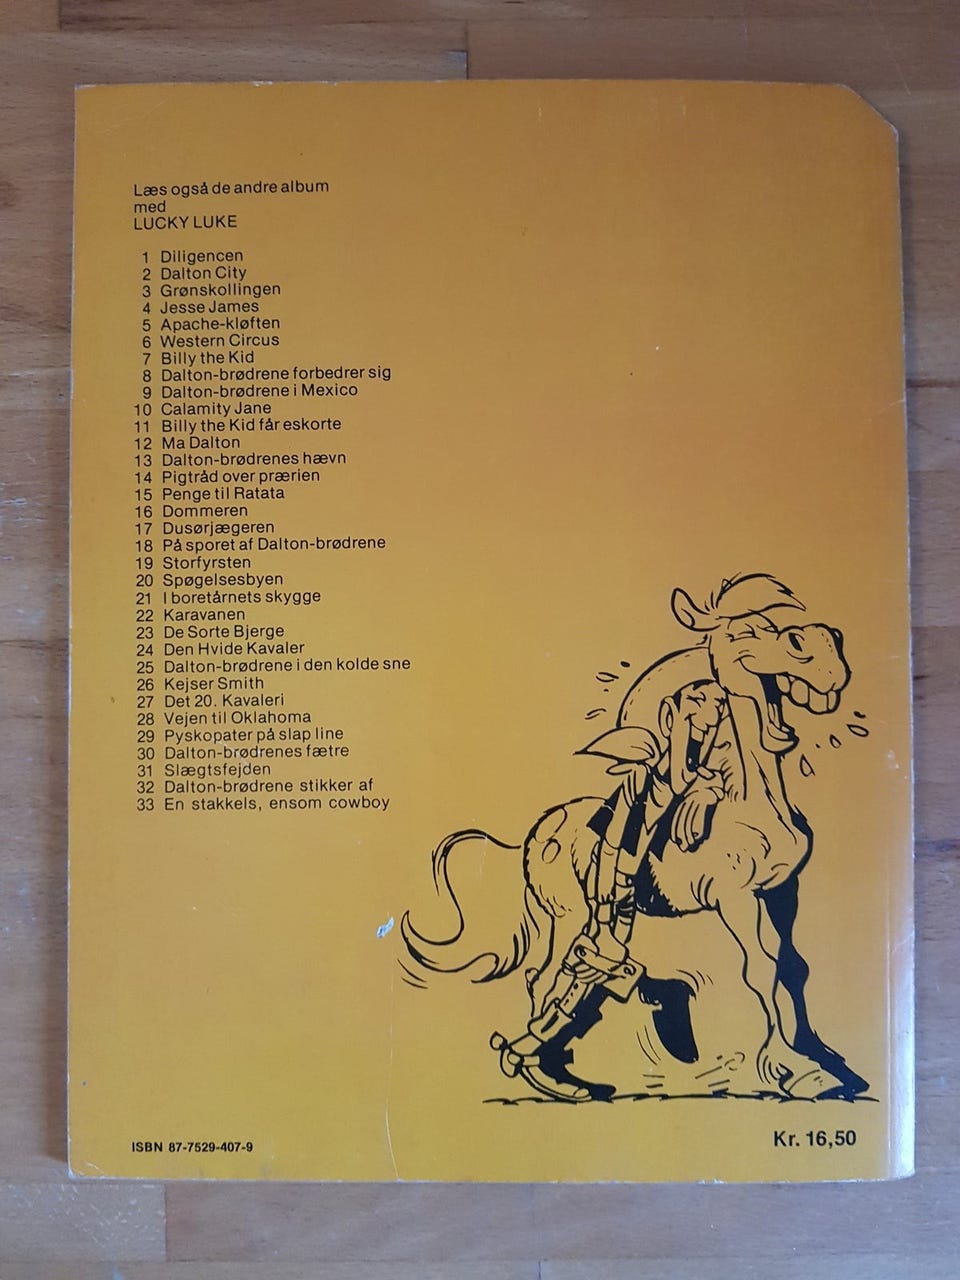 Læs også de andre album
med
LUCKY LUKE
1 Diligencen
2 Dalton City
3 Grønskollingen
4 Jesse James
5 Apache-kløften
6 Western Circus
7 Billy the Kid
8 Dalton-brødrene forbedrer sig
9 Dalton-brødrene i Mexico
10 Calamity Jane
11 Billy the Kid får eskorte
12 Ma Dalton
13 Dalton-brødrenes hævn
14 Pigtråd over prærien
15 Penge til Ratata
16 Dommeren
17 Dusørjægeren
18 På sporet af Dalton-brødrene
19 Storfyrsten
20 Spøgelsesbyen
21 I boretårnets skygge
22 Karavanen
23 De Sorte Bjerge
24 Den Hvide Kavaler
25 Dalton-brødrene i den kolde sne
26 Kejser Smith
27 Det 20. Kavaleri
28 Vejen til Oklahoma
29 Pyskopater på slap line
30 Dalton-brødrenes fætre
31 Slægtsfejden
32 Dalton-brødrene stikker af
33 En stakkels, ensom cowboy
ISBN 87-7529-407-9
Kr. 16,50